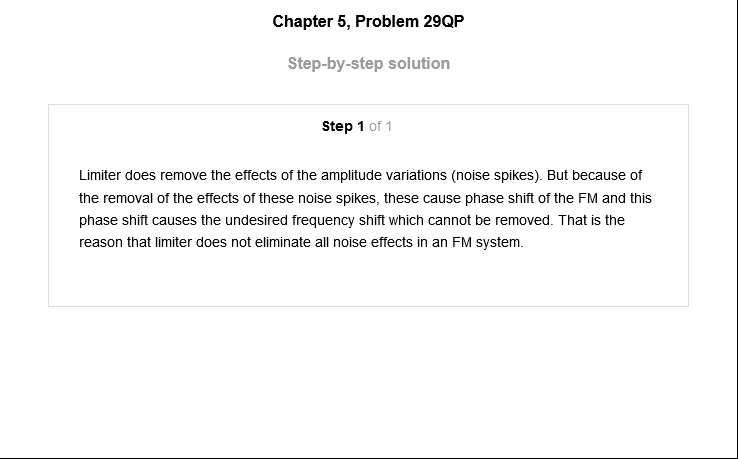 Chapter 5, Problem 29QP
Step-by-step solution
Step 1 of 1
Limiter does remove the effects of the amplitude variations (noise spikes). But because of
the removal of the effects of these noise spikes, these cause phase shift of the FM and this
phase shift causes the undesired frequency shift which cannot be removed. That is the
reason that limiter does not eliminate all noise effects in an FM system.